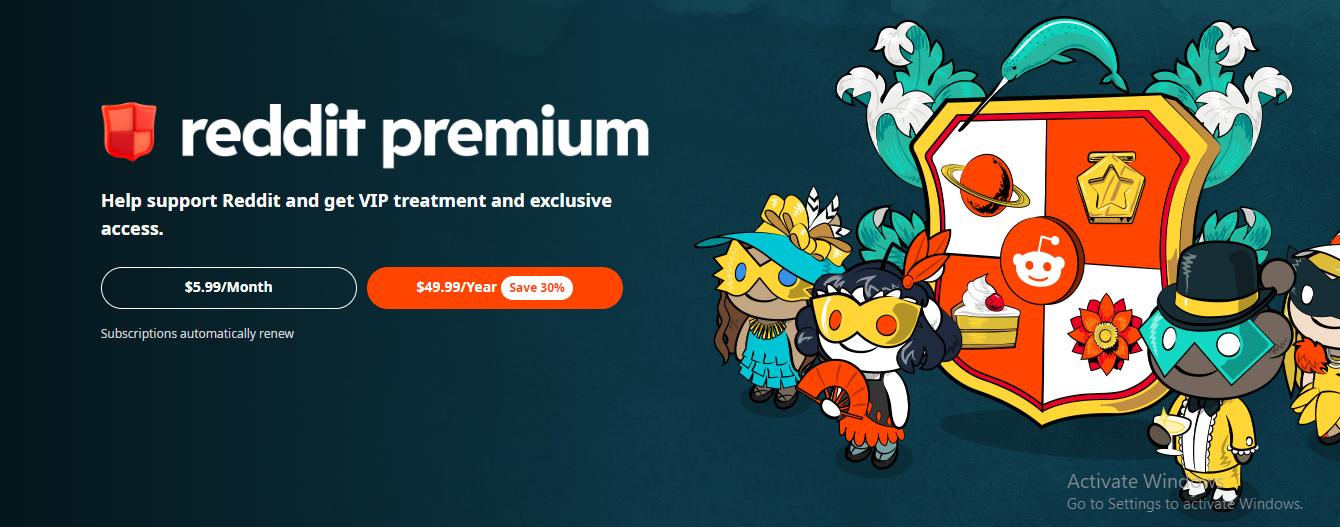 reddit premium
Help support Reddit and get VIP treatment and exclusive
access.
$5.99/Month
$49.99/Year Save 30%
Subscriptions automatically renew
Activate Windows
Go to Settings to activate Windows.